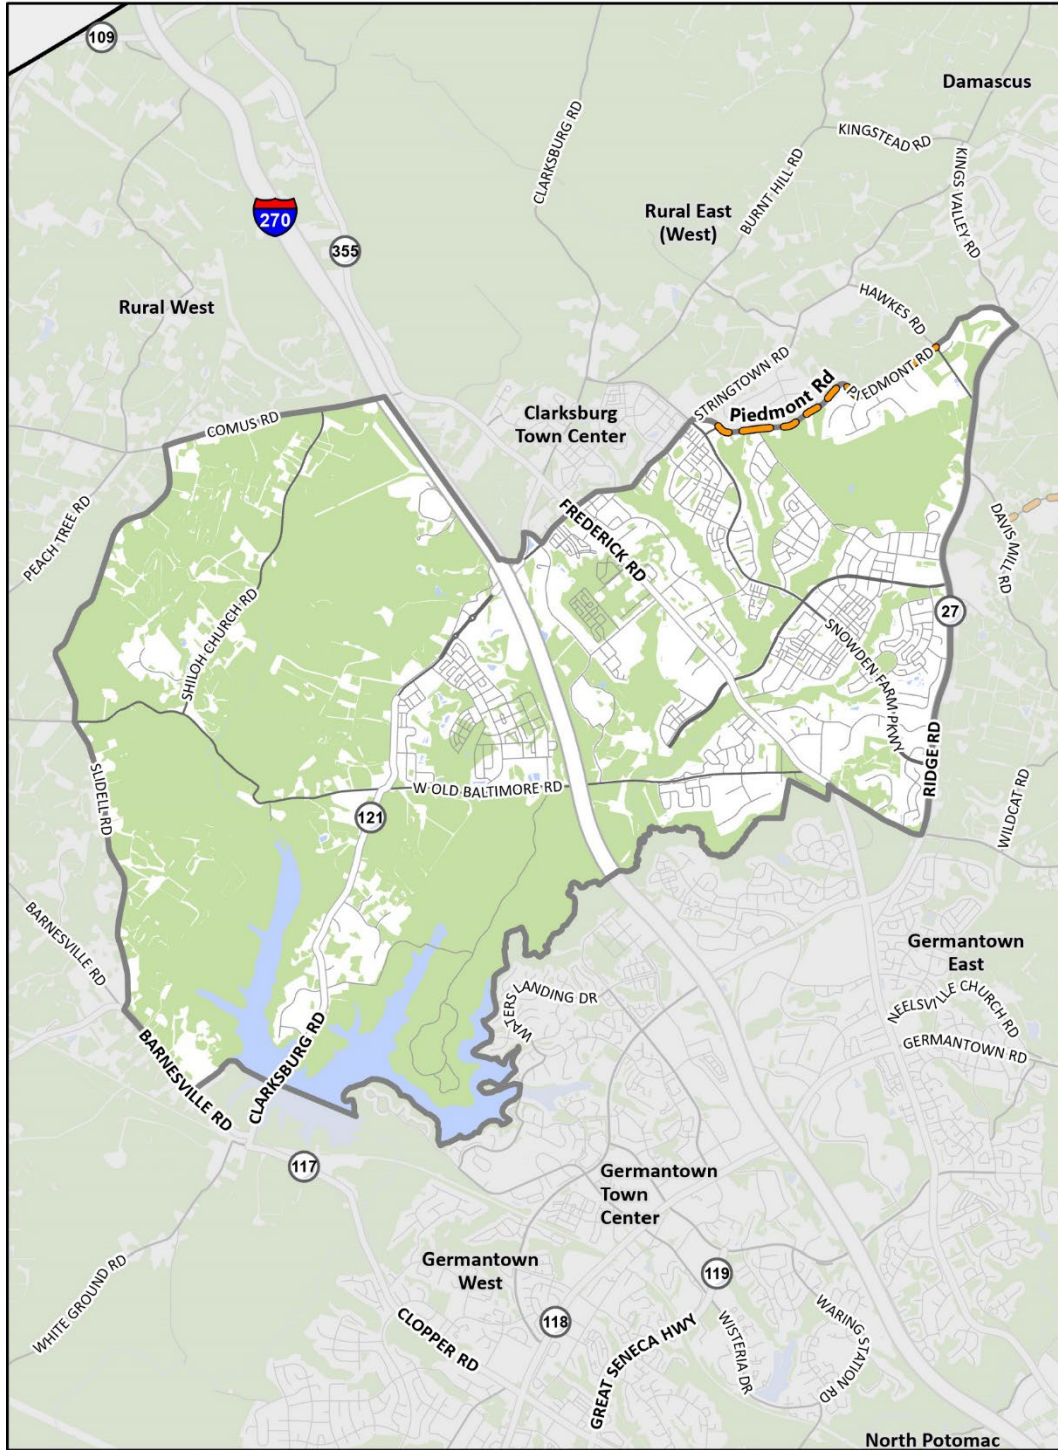 109
Damascus
CLARKSBURG RD
KINGSTEAD RD
BURNT HILL RD
KINGS VALLEY RD
270
Rural East
(West)
355
Rural West
HAWKES RD
STRINGTOWN RD
Piedmont Rd
PIEDMONT RD
COMUS RD
Clarksburg
Town Center
PEACH TREE RD
FREDERICK RD
DAVIS MILL RD
SHILOH CHURCH RD
27
SNOWDEN FARM PKWY
SLIDELL RD
W OLD BALTIMORE RD
RIDGE RD
121
WILDCAT RD
BARNESVILLE RD
Germantown
East
WATERS LANDING DR
NEELSVILLE CHURCH RD
GERMANTOWN RD
BARNESVILLE RD
CLARKSBURG RD
117
Germantown
Town
Center
WHITE GROUND RD
Germantown
West
119
CLOPPER RD
118
GREAT SENECA HWY
WISTERIA DR
WARING STATION RD
North Potomac